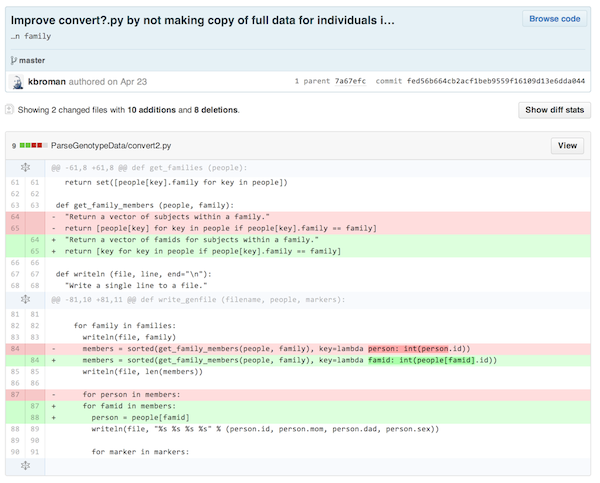 Improve convert?.py by not making copy of full data for individuals i…
Browse code
…n family
master
kbroman authored on Apr 23
1 parent 7a67efc commit fed56b664cb2acf1beb9559f16109d13e6dda044
Showing 2 changed files with 10 additions and 8 deletions.
Show diff stats
9 ParseGenotypeData/convert2.py
View
@@ -61,8 +61,8 @@ def get_families (people):
61 61 return set([people[key].family for key in people])
62 62
63 63 def get_family_members (people, family):
64 - "Return a vector of subjects within a family."
65 - return [people[key] for key in people if people[key].family == family]
64 + "Return a vector of famids for subjects within a family."
65 + return [key for key in people if people[key].family == family]
66 66
67 67 def writeln (file, line, end="\n"):
68 68 "Write a single line to a file."
@@ -81,10 +81,11 @@ def write_genfile (filename, people, markers):
81 81
82 82 for family in families:
83 83 writeln(file, family)
84 - members = sorted(get_family_members(people, family), key=lambda person: int(person.id))
84 + members = sorted(get_family_members(people, family), key=lambda famid: int(people[famid].id))
85 85 writeln(file, len(members))
86 86
87 - for person in members:
87 + for famid in members:
88 + person = people[famid]
88 89 writeln(file, "%s %s %s %s" % (person.id, person.mom, person.dad, person.sex))
89 90
90 91 for marker in markers: